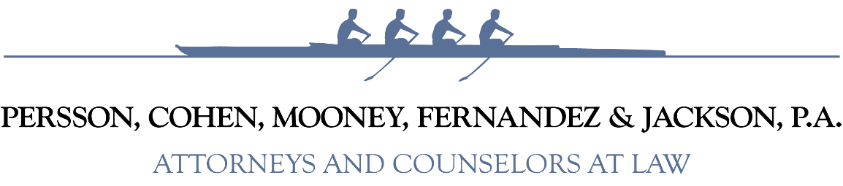 PERSSON, COHEN, MOONEY, FERNANDEZ & JACKSON, P.A.
ATTORNEYS AND COUNSELORS AT LAW